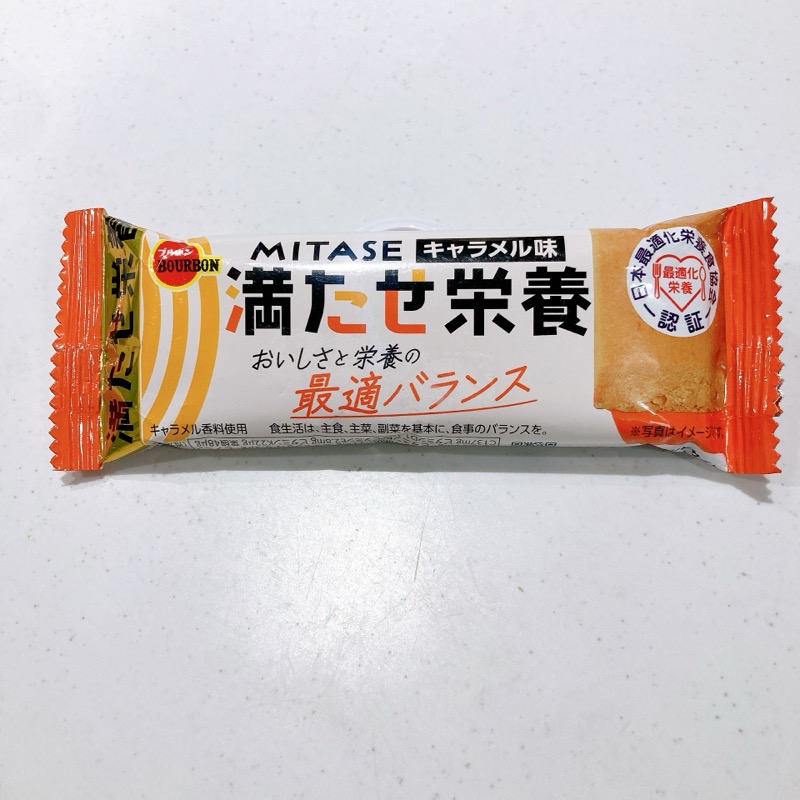 ブルボン
BOURBON
MITASE キャラメル味
満たせ栄養
おいしさと栄養の
最適バランス
キャラメル香料使用
食生活は、主食、主菜、副菜を基本に、食事のバランスを。
日本最適化栄養食協会
認証
最適化
栄養
※写真はイメージです。
満たせ栄養